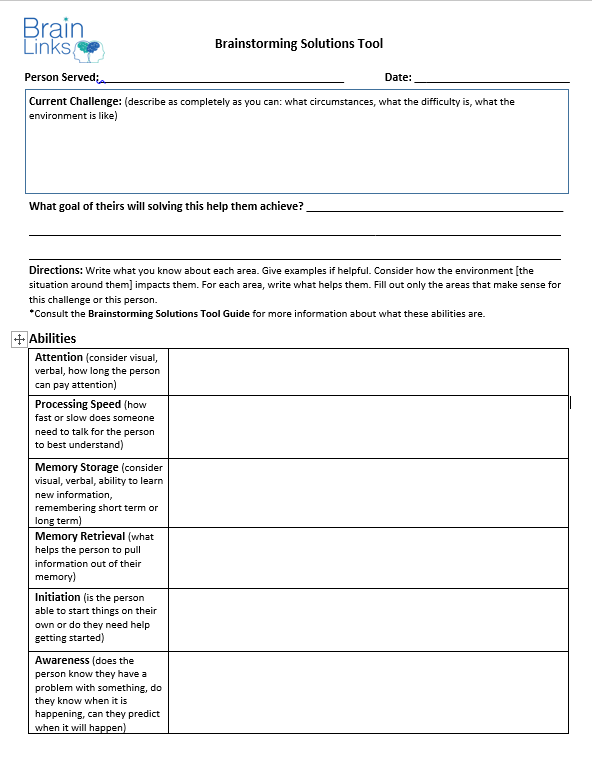 Brain
Links
Brainstorming Solutions Tool
Person Served: Date:
Current Challenge: (describe as completely as you can: what circumstances, what the difficulty is, what the
environment is like)
What goal of theirs will solving this help them achieve?
Directions: Write what you know about each area. Give examples if helpful. Consider how the environment [the
situation around them] impacts them. For each area, write what helps them. Fill out only the areas that make sense for
this challenge or this person.
*Consult the Brainstorming Solutions Tool Guide for more information about what these abilities are.
Abilities
Attention (consider visual,
verbal, how long the person
can pay attention)
Processing Speed (how
fast or slow does someone
need to talk for the person
to best understand)
Memory Storage (consider
visual, verbal, ability to learn
new information,
remembering short term or
long term)
Memory Retrieval (what
helps the person to pull
information out of their
memory)
Initiation (is the person
able to start things on their
own or do they need help
getting started)
Awareness (does the
person know they have a
problem with something, do
they know when it is
happening, can they predict
when it will happen)